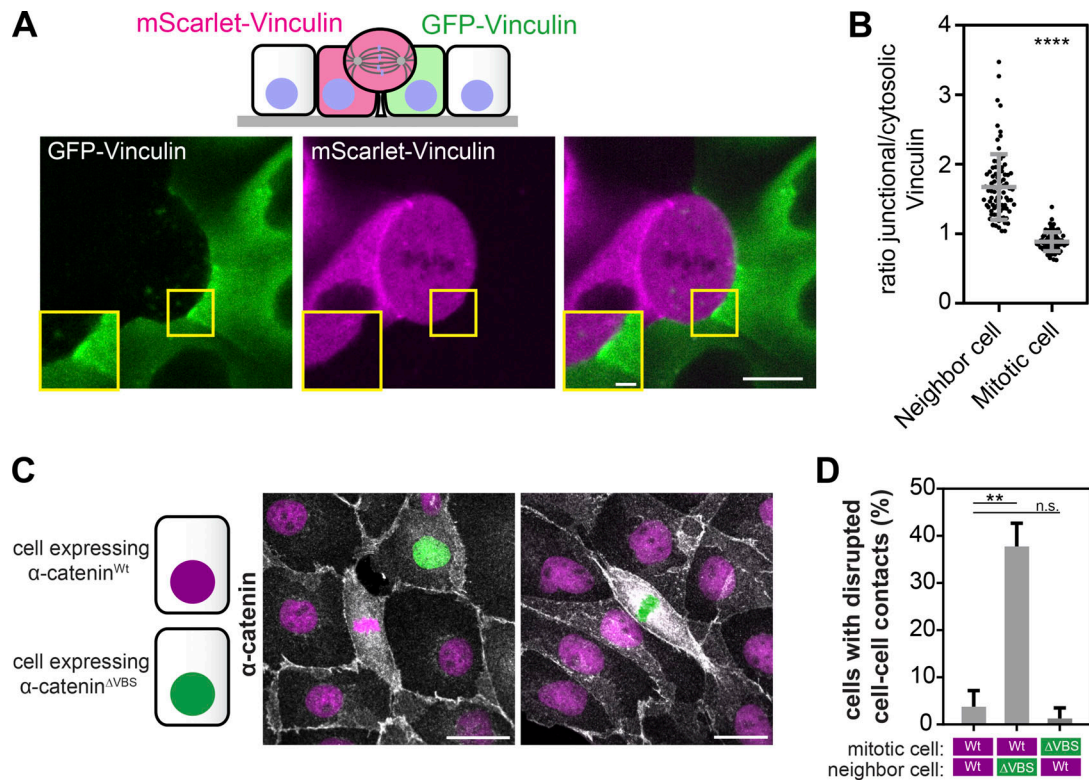 A
mScarlet-Vinculin GFP-Vinculin
GFP-Vinculin
mScarlet-Vinculin
B
****
ratio junctional/cytosolic
Vinculin
4
3
2
1
0
Neighbor cell
Mitotic cell
C
cell expressing
α-catenin^Wt
cell expressing
α-catenin^ΔVBS
α-catenin
D
cells with disrupted
cell-cell contacts (%)
50
40
30
20
10
0
**
n.s.
mitotic cell: Wt Wt ΔVBS
neighbor cell: Wt ΔVBS Wt